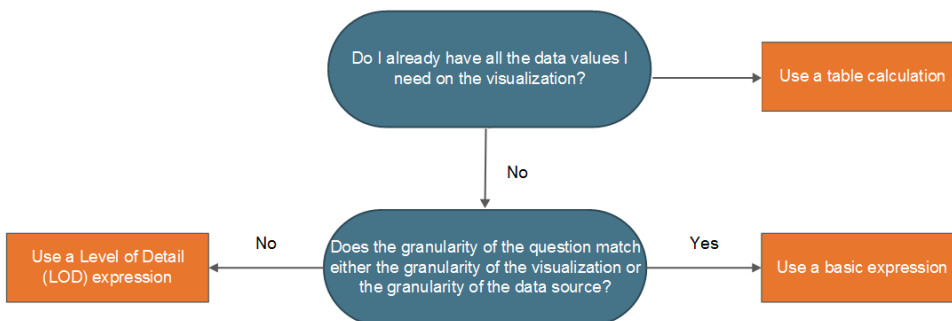 Do I already have all the data values I
need on the visualization?
Use a table calculation
No
Does the granularity of the question match
either the granularity of the visualization or
the granularity of the data source?
No
Use a Level of Detail
(LOD) expression
Yes
Use a basic expression